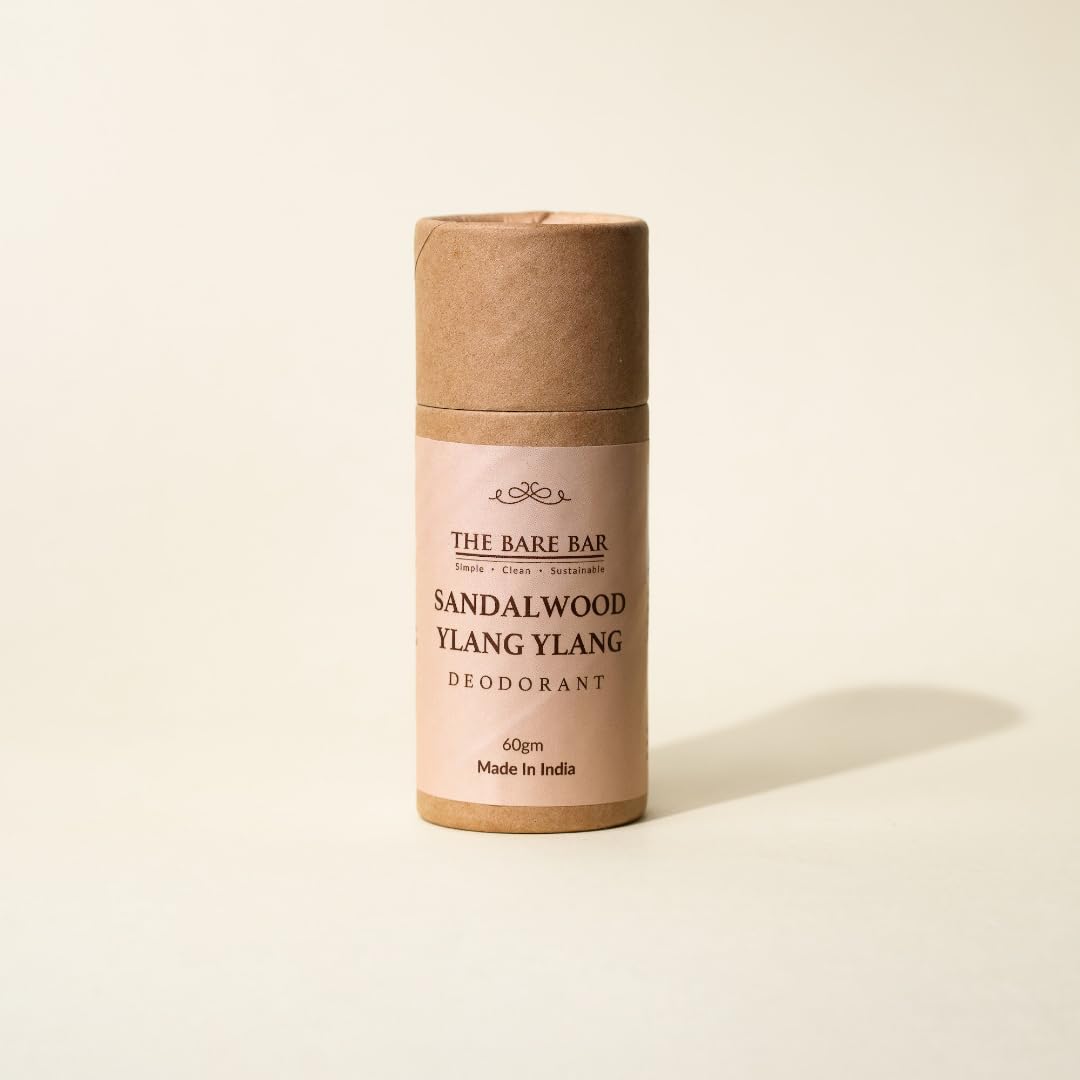 THE BARE BAR
Simple • Clean • Sustainable
SANDALWOOD
YLANG YLANG
DEODORANT
60gm
Made In India